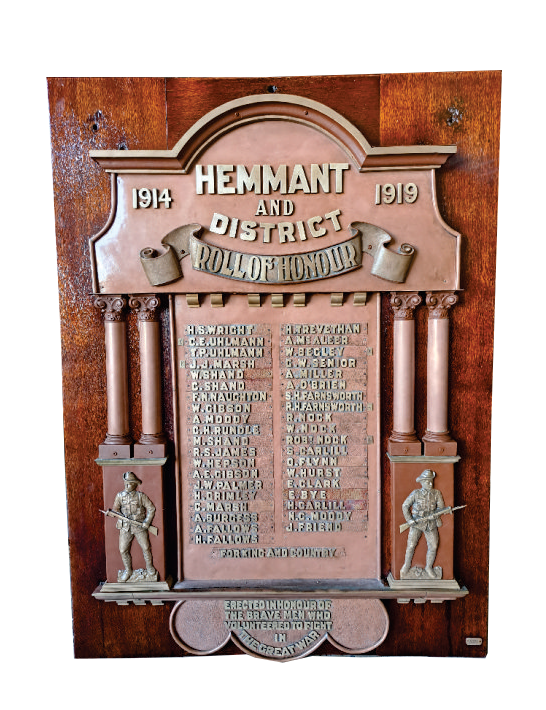 HEMMANT
1914 AND 1919
DISTRICT
ROLL OF HONOUR
H.S.WRIGHT
C.E.UHLMANN
T.P.UHLMANN
J.J.MARSH
W.SHAND
C.SHAND
F.NAUGHTON
W.GIBSON
A.MOODY
C.H.RUNDLE
M.SHAND
R.S.JAMES
W.HEPSON
A.E.GIBSON
J.W.PALMER
H.GRIMLEY
C.MARSH
A.BURGESS
A.FALLOWS
H.FALLOWS
H.TREVETHAN
A.MCALEER
W.BEGLEY
C.W.SENIOR
A.MILLER
A.O'BRIEN
S.H.FARNSWORTH
R.H.FARNSWORTH
R.NOCK
W.NOCK
ROBT NOCK
S.CARLILL
O.FLYNN
W.HURST
E.CLARK
E.BYE
H.CARLILL
N.C.MOODY
J.FRIEND
FOR KING AND COUNTRY
ERECTED IN HONOUR OF
THE BRAVE MEN WHO
VOLUNTEERED TO FIGHT
IN
THE GREAT WAR